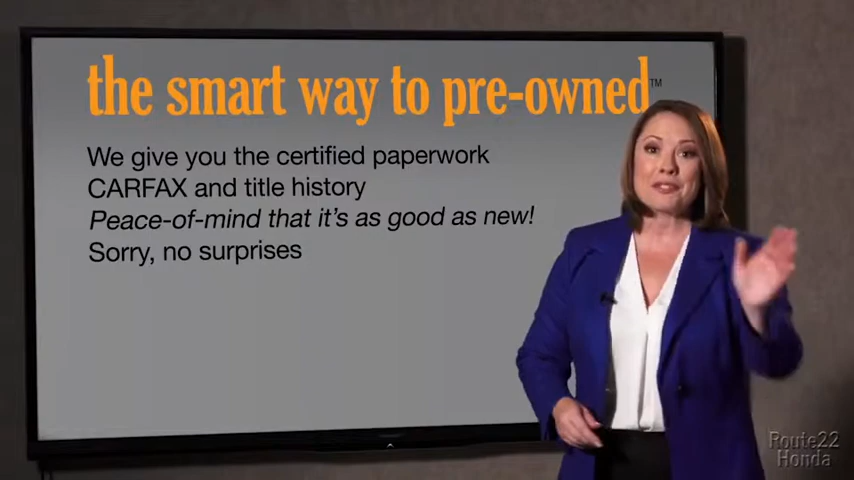 the smart way to pre-owned™
We give you the certified paperwork
CARFAX and title history
Peace-of-mind that it's as good as new!
Sorry, no surprises
Route22
Honda